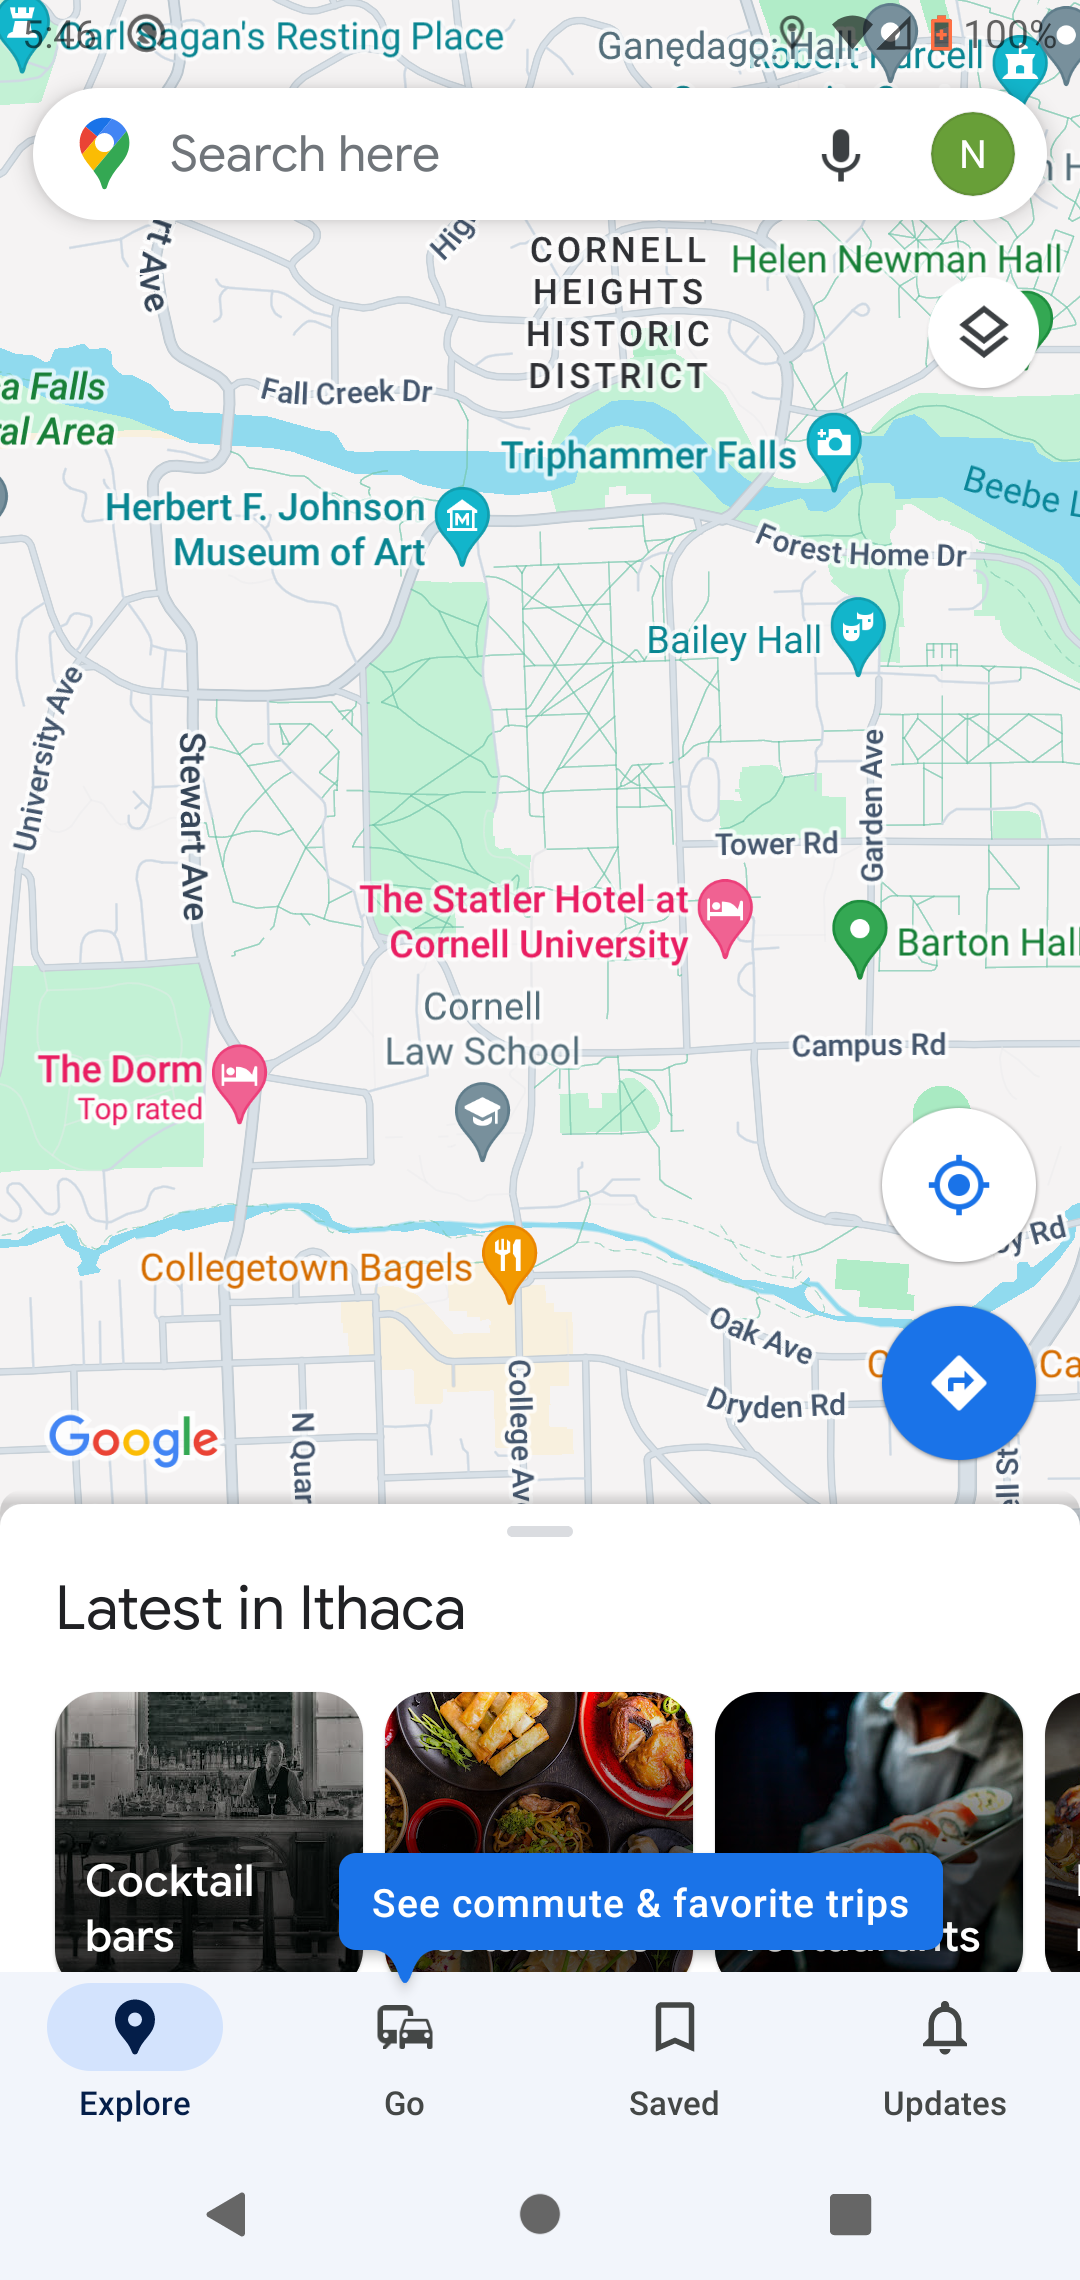 5:46
100%
Carl Sagan's Resting Place
Ganędagǫ: Hall
Robert Purcell
Search here
N
rt Ave
Hig
CORNELL
HEIGHTS
HISTORIC
DISTRICT
Helen Newman Hall
a Falls
al Area
Fall Creek Dr
Triphammer Falls
Beebe L
Herbert F. Johnson
Museum of Art
Forest Home Dr
Bailey Hall
University Ave
Stewart Ave
Garden Ave
Tower Rd
The Statler Hotel at
Cornell University
Barton Hall
Cornell
Law School
Campus Rd
The Dorm
Top rated
y Rd
Collegetown Bagels
Oak Ave
C
Ca
Dryden Rd
College Av
N Quar
Google
Latest in Ithaca
Cocktail
bars
See commute & favorite trips
Explore
Go
Saved
Updates